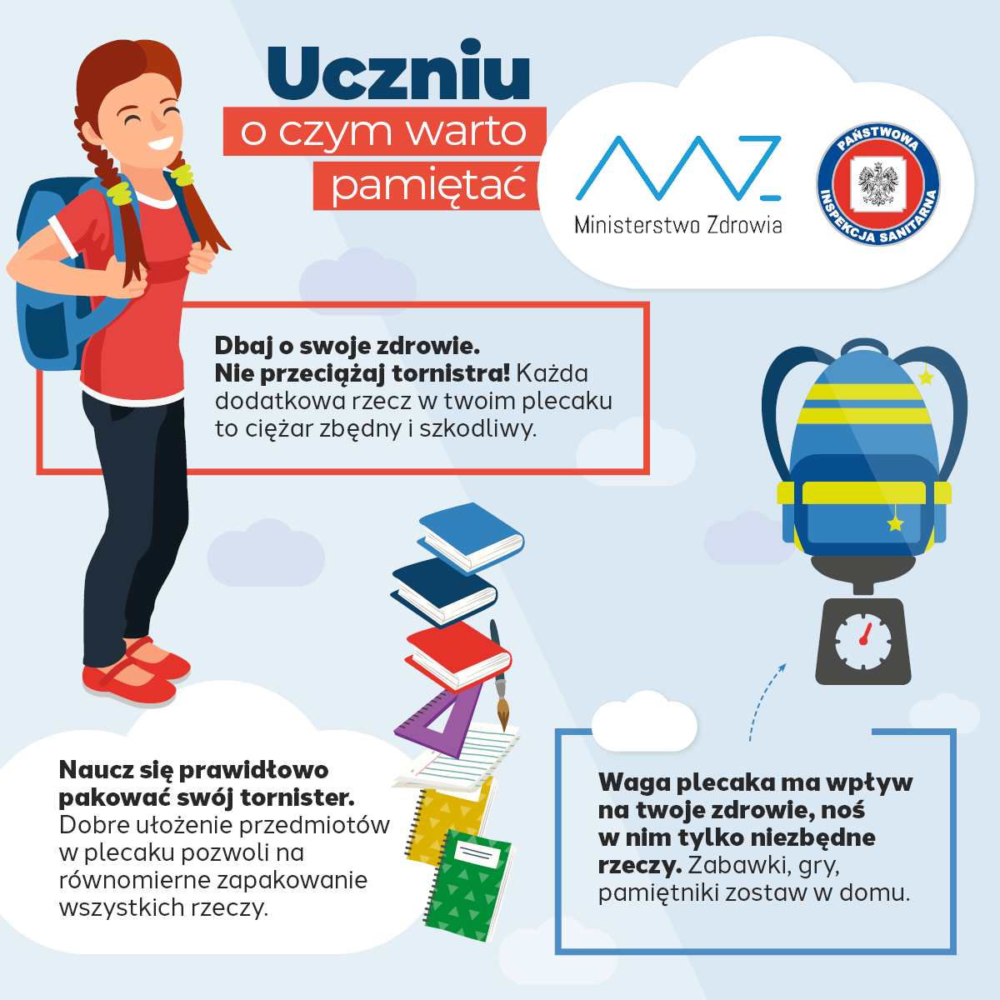 Uczniu
o czym warto
pamiętać
Ministerstwo Zdrowia
PAŃSTWOWA
INSPEKCJA SANITARNA
Dbaj o swoje zdrowie.
Nie przeciążaj tornistra! Każda
dodatkowa rzecz w twoim plecaku
to ciężar zbędny i szkodliwy.
Naucz się prawidłowo
pakować swój tornister.
Dobre ułożenie przedmiotów
w plecaku pozwoli na
równomierne zapakowanie
wszystkich rzeczy.
Waga plecaka ma wpływ
na twoje zdrowie, noś
w nim tylko niezbędne
rzeczy. Zabawki, gry,
pamiętniki zostaw w domu.